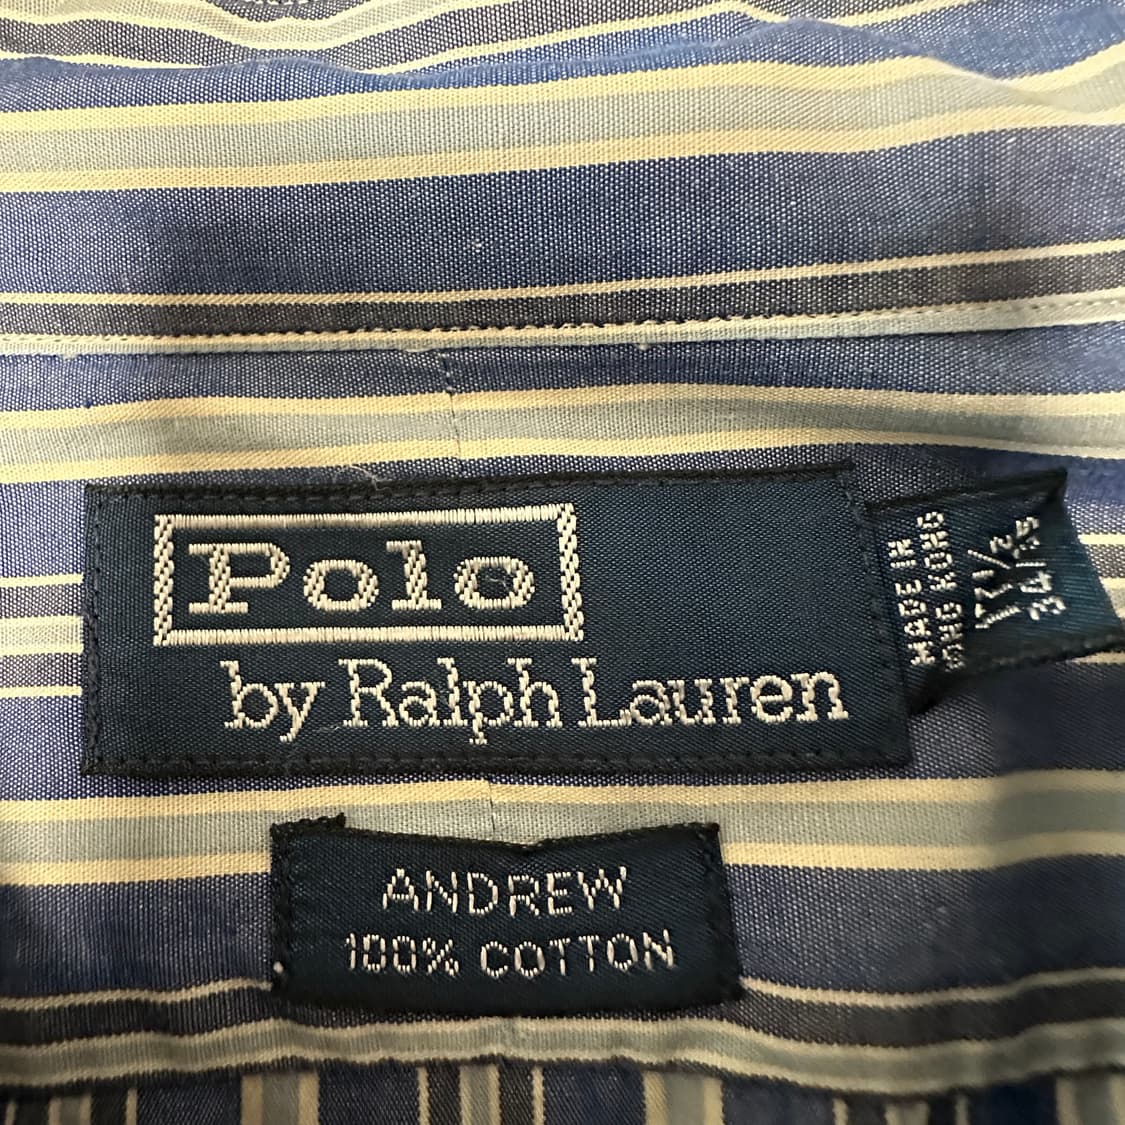 Polo
by Ralph Lauren
MADE IN
HONG KONG
17 1/2
34/35
ANDREW
100% COTTON